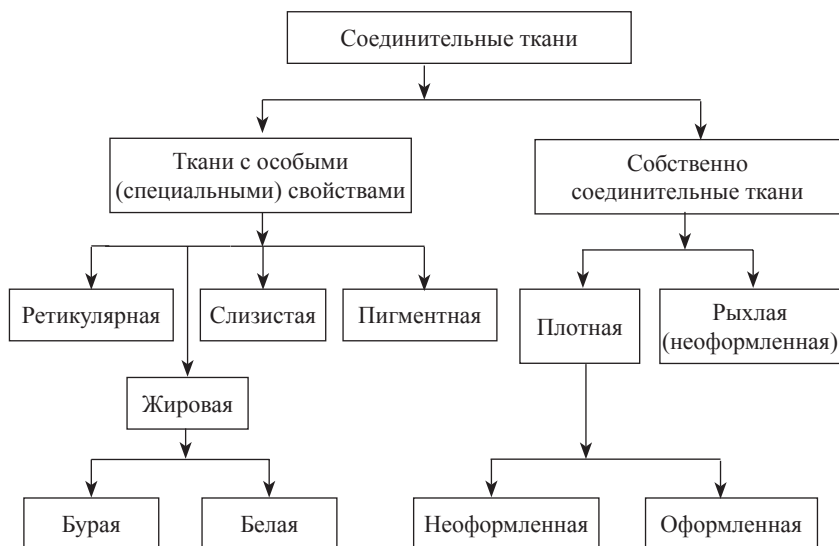 Соединительные ткани
Ткани с особыми
(специальными) свойствами
Собственно
соединительные ткани
Ретикулярная
Слизистая
Пигментная
Плотная
Рыхлая
(неоформленная)
Жировая
Бурая
Белая
Неоформленная
Оформленная